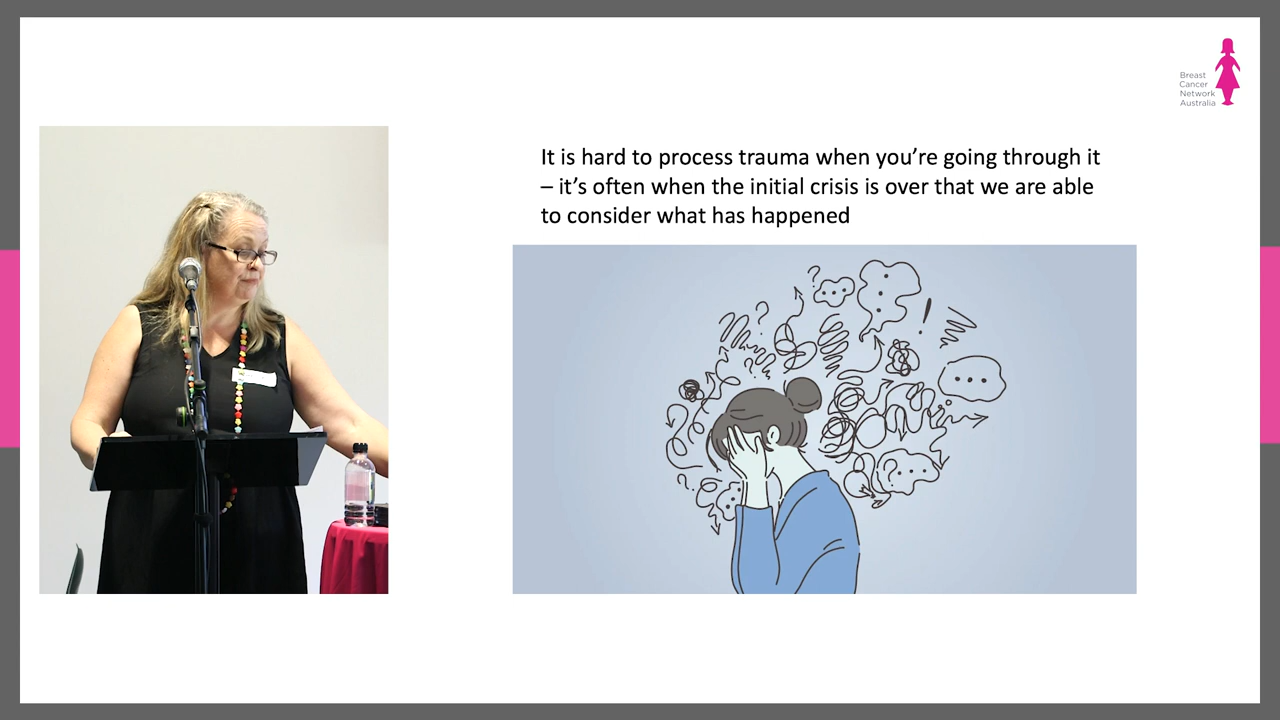 Breast
Cancer
Network
Australia
It is hard to process trauma when you’re going through it
– it’s often when the initial crisis is over that we are able
to consider what has happened